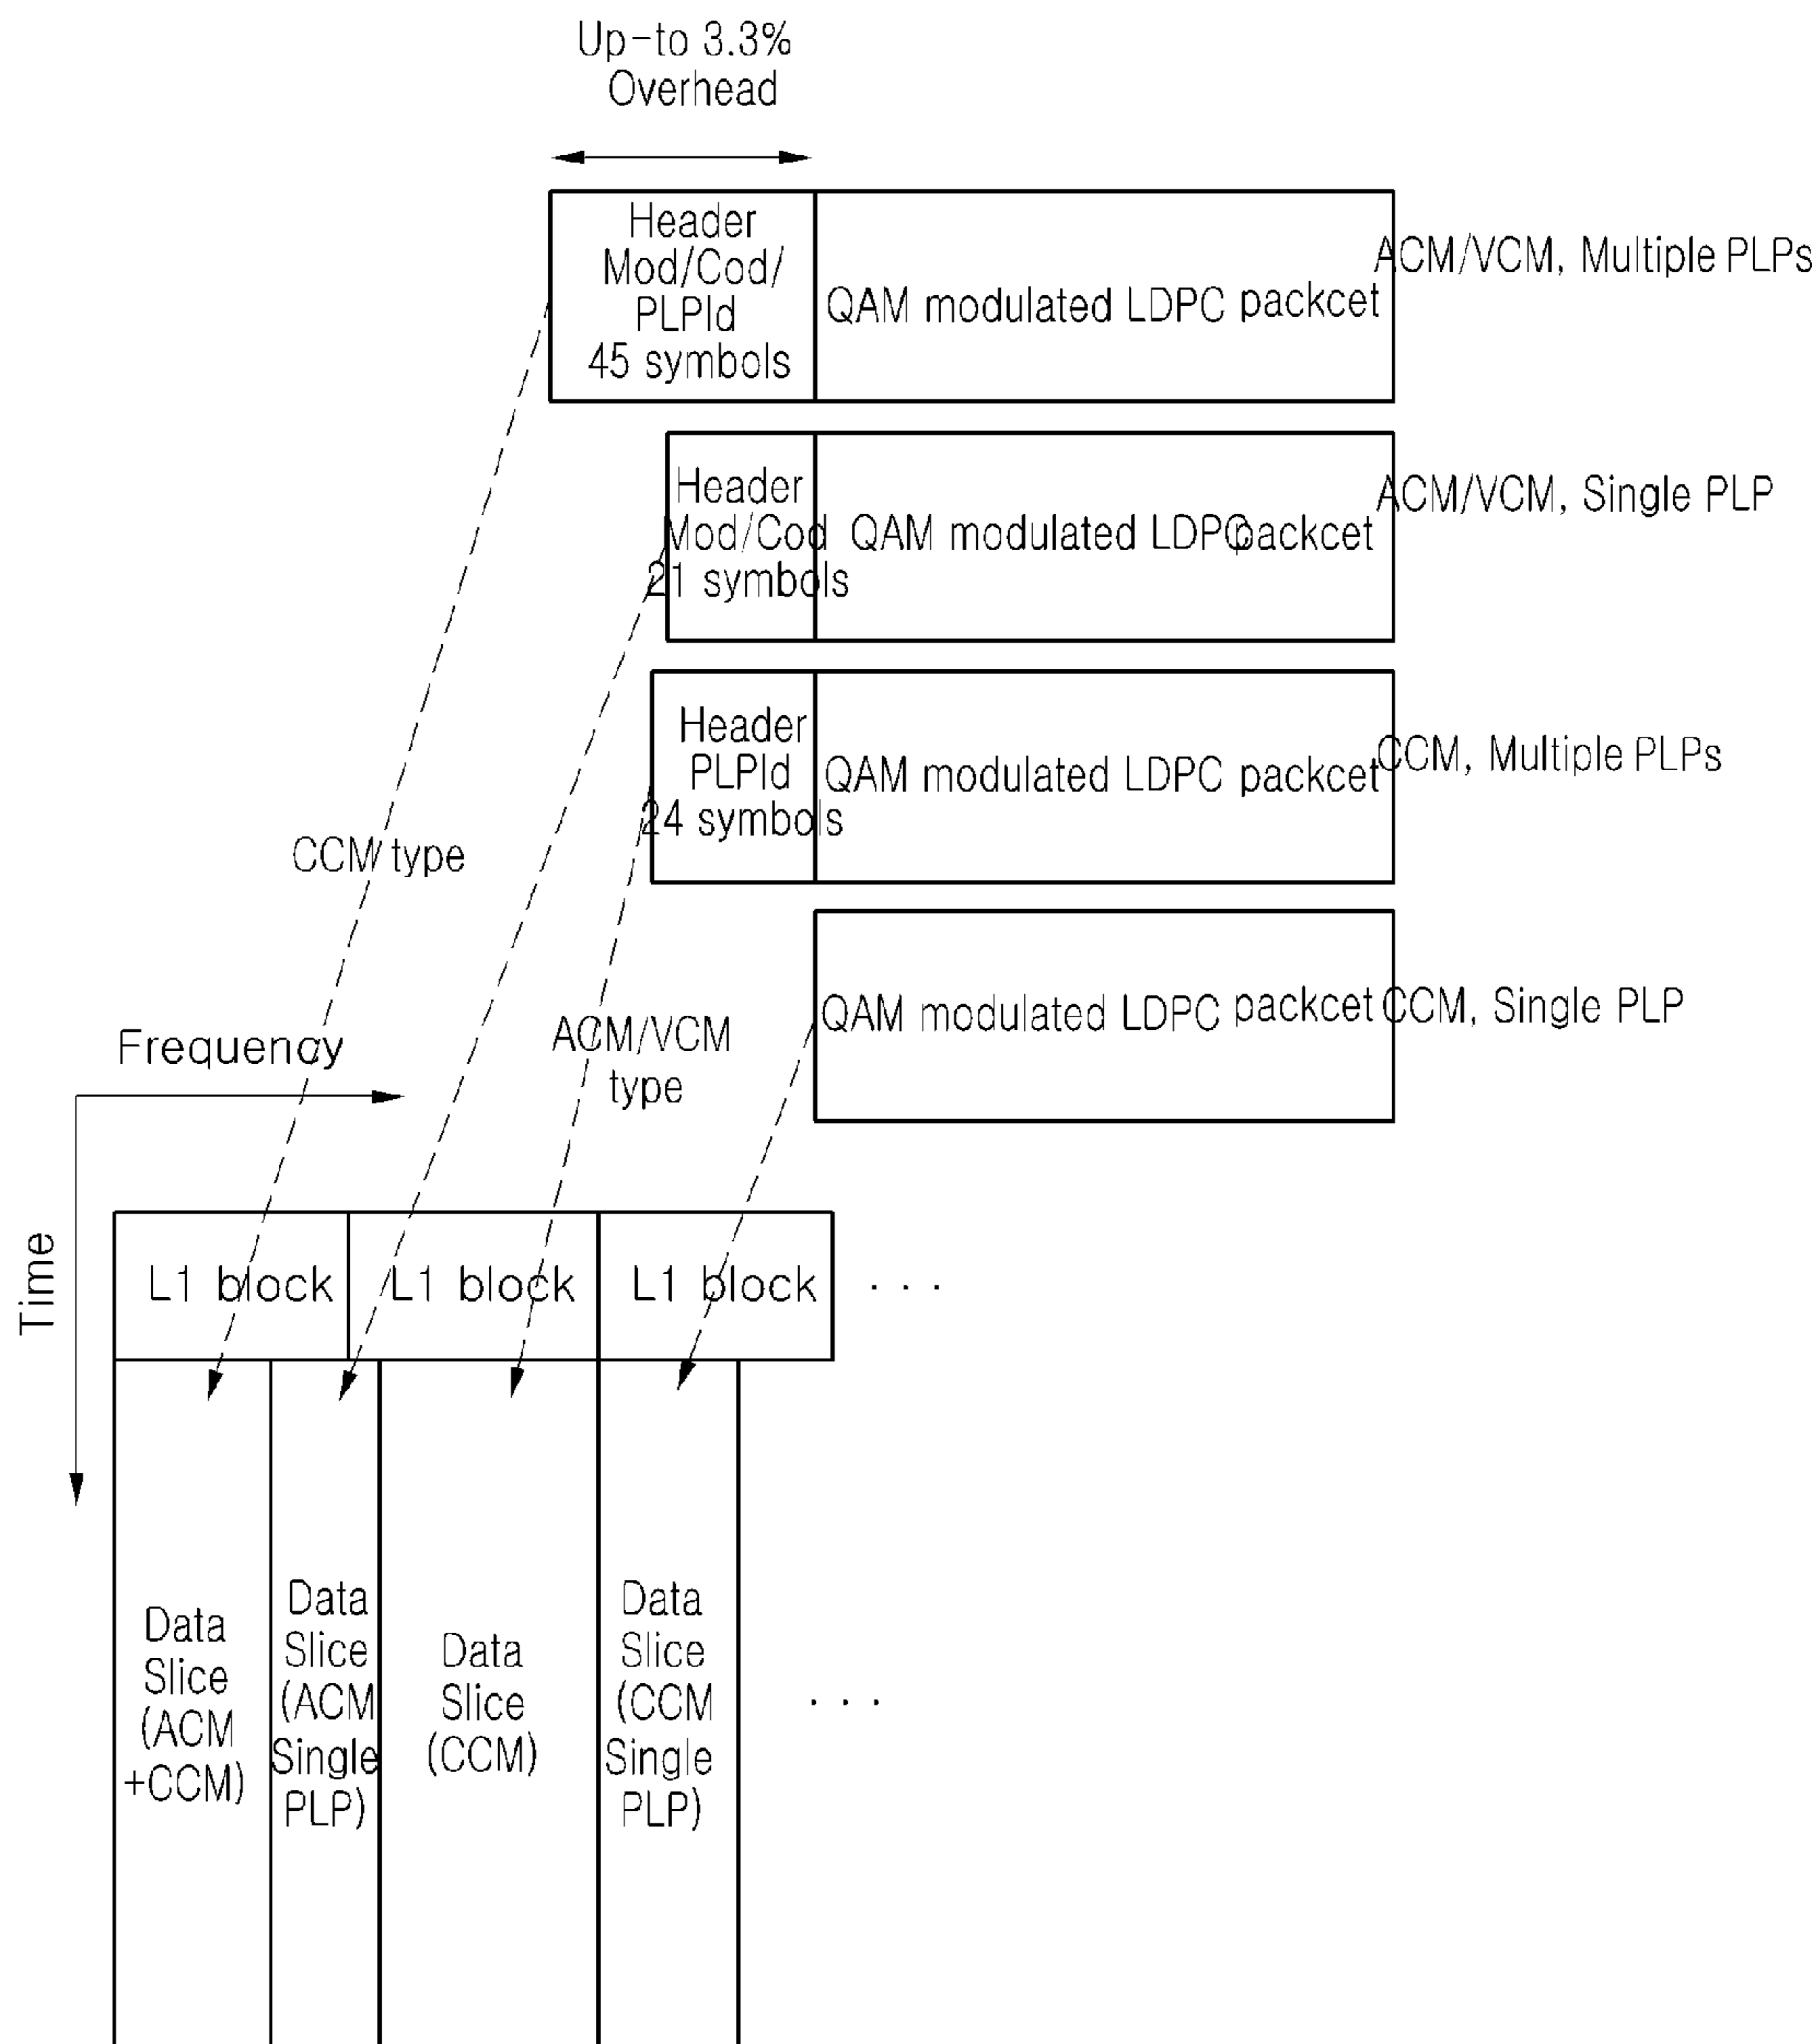 Up-to 3.3%
Overhead
Header
Mod/Cod/
PLPId
45 symbols
QAM modulated LDPC packcet
ACM/VCM, Multiple PLPs
Header
Mod/Cod
21 symbols
QAM modulated LDPC packcet
ACM/VCM, Single PLP
Header
PLPId
24 symbols
QAM modulated LDPC packcet
CCM, Multiple PLPs
CCM type
QAM modulated LDPC packcet
CCM, Single PLP
ACM/VCM
type
Frequency
Time
L1 block
L1 block
L1 block
. . .
Data
Slice
(ACM
+CCM)
Data
Slice
(ACM
Single
PLP)
Data
Slice
(CCM)
Data
Slice
(CCM
Single
PLP)
. . .